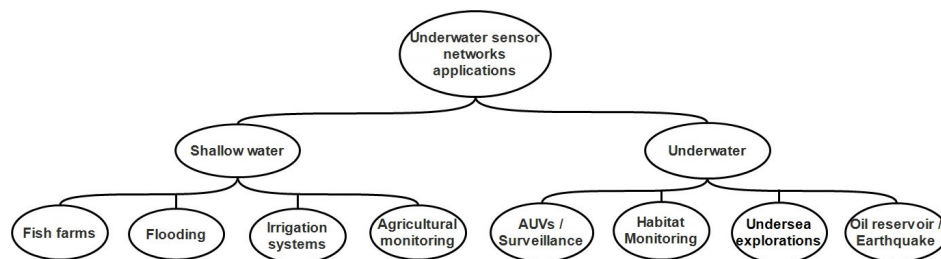 Underwater sensor
networks
applications
Shallow water
Underwater
Fish farms
Flooding
Irrigation
systems
Agricultural
monitoring
AUVs /
Surveillance
Habitat
Monitoring
Undersea
explorations
Oil reservoir /
Earthquake